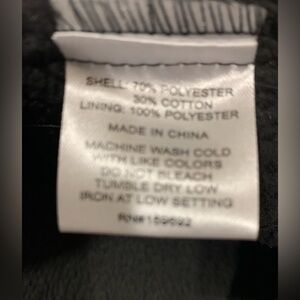 SHELL: 70% POLYESTER
30% COTTON
LINING: 100% POLYESTER
MADE IN CHINA
MACHINE WASH COLD
WITH LIKE COLORS
DO NOT BLEACH
TUMBLE DRY LOW
IRON AT LOW SETTING